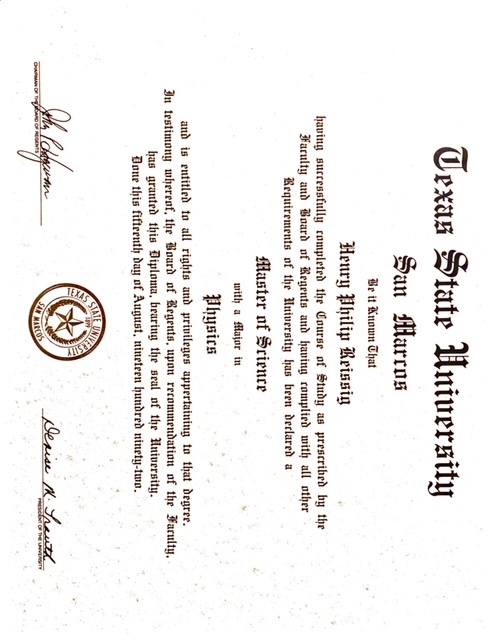 Texas State University
San Marcos
Be it Known That
Henry Philip Reissig
having successfully completed the Course of Study as prescribed by the
Faculty and Board of Regents and having complied with all other
Requirements of the University has been declared a
Master of Science
with a Major in
Physics
and is entitled to all rights and privileges appertaining to that degree.
In testimony whereof, the Board of Regents, upon recommendation of the Faculty,
has granted this Diploma, bearing the seal of the University.
Done this fifteenth day of August, nineteen hundred ninety-two.
TEXAS STATE UNIVERSITY
1899
SAN MARCOS
John
CHAIRMAN OF THE BOARD OF REGENTS
Denise M. Trauth
PRESIDENT OF THE UNIVERSITY